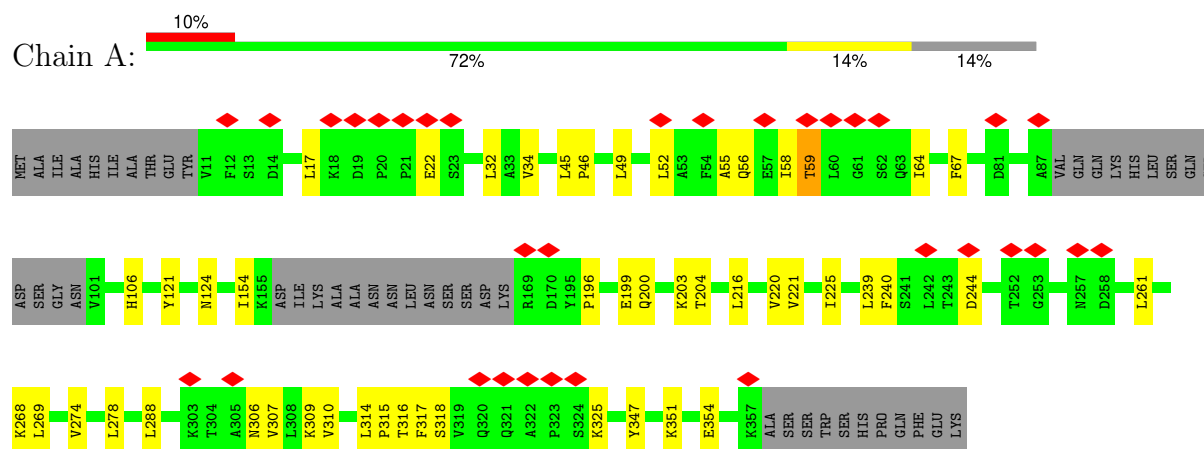 10%
Chain A:
72% 14% 14%
MET ALA ILE ALA HIS ILE ALA THR GLU TYR V11 F12 S13 D14 L17 K18 D19 P20 P21 E22 S23 L32 A33 V34 L45 P46 L49 L52 A53 F54 A55 Q56 E57 I58 T59 L60 G61 S62 Q63 I64 F67 D81 A87 VAL GLN GLN LYS HIS LEU SER GLN
ASP SER GLY ASN V101 H106 Y121 N124 I154 K155 ASP ILE LYS ALA ALA ASN ASN LEU ASN SER SER ASP LYS R169 D170 Y195 P196 E199 Q200 K203 T204 L216 V220 V221 I225 L239 F240 S241 L242 T243 D244 T252 G253 N257 D258 L261
K268 L269 V274 L278 L288 K303 T304 A305 N306 V307 L308 K309 V310 L314 P315 T316 F317 S318 V319 Q320 Q321 A322 P323 S324 K325 Y347 K351 E354 K357 ALA SER SER TRP SER HIS PRO GLN PHE GLU LYS